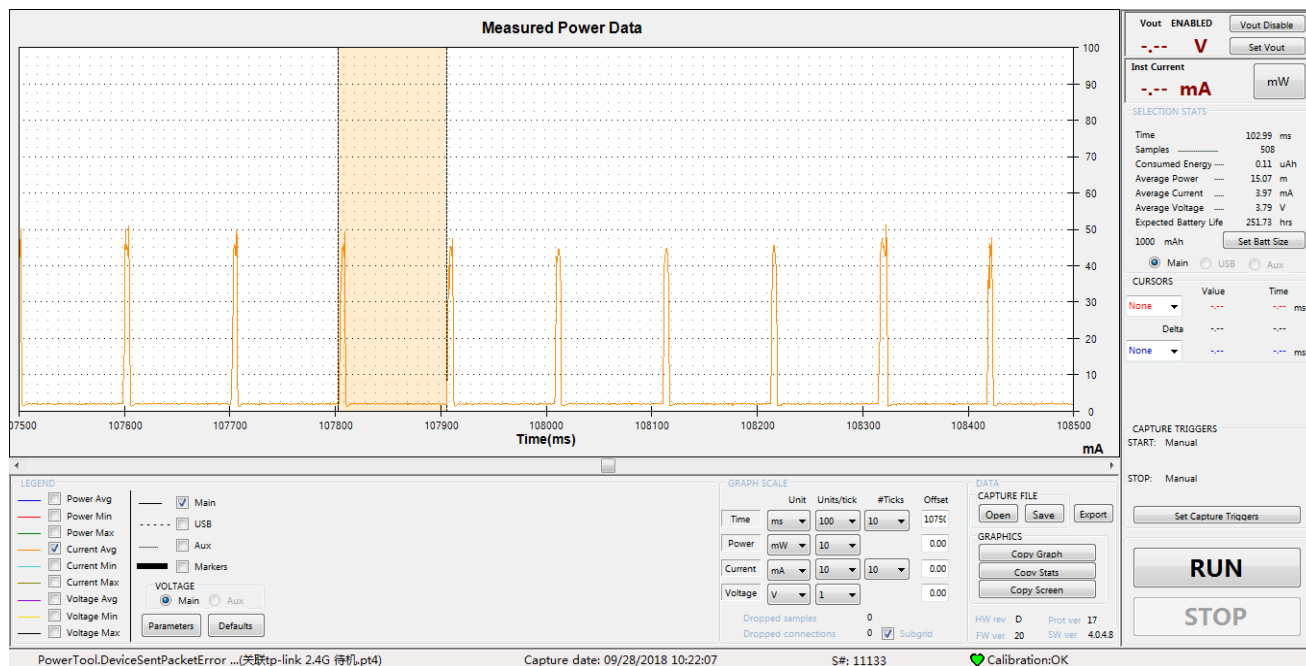 Measured Power Data
100
90
80
70
60
50
40
30
20
10
0
07500 107600 107700 107800 107900 108000 108100 108200 108300 108400 108500
Time(ms)
mA
Vout ENABLED Vout Disable
-.-- V Set Vout
Inst Current
-.-- mA mW
SELECTION STATS
Time 102.99 ms
Samples 508
Consumed Energy 0.11 uAh
Average Power 15.07 m
Average Current 3.97 mA
Average Voltage 3.79 V
Expected Battery Life 251.73 hrs
1000 mAh Set Batt Size
Main USB Aux
CURSORS
Value Time
None -.-- -.-- ms
Delta -.-- -.--
None -.-- -.-- ms
CAPTURE TRIGGERS
START: Manual
STOP: Manual
Set Capture Triggers
RUN
STOP
LEGEND
Power Avg
Power Min
Power Max
Current Avg
Current Min
Current Max
Voltage Avg
Voltage Min
Voltage Max
Main
USB
Aux
Markers
VOLTAGE
Main Aux
Parameters Defaults
GRAPH SCALE
Unit Units/tick #Ticks Offset
Time ms 100 10 1075
Power mW 10 0.00
Current mA 10 10 0.00
Voltage V 1 0.00
Dropped samples 0
Dropped connections 0 Subgrid
DATA
CAPTURE FILE
Open Save Export
GRAPHICS
Copy Graph
Copy Stats
Copy Screen
HW rev D Prot ver 17
FW ver 20 SW ver 4.0.4.8
PowerTool.DeviceSentPacketError ...(关联tp-link 2.4G 待机.pt4) Capture date: 09/28/2018 10:22:07 S#: 11133 Calibration:OK